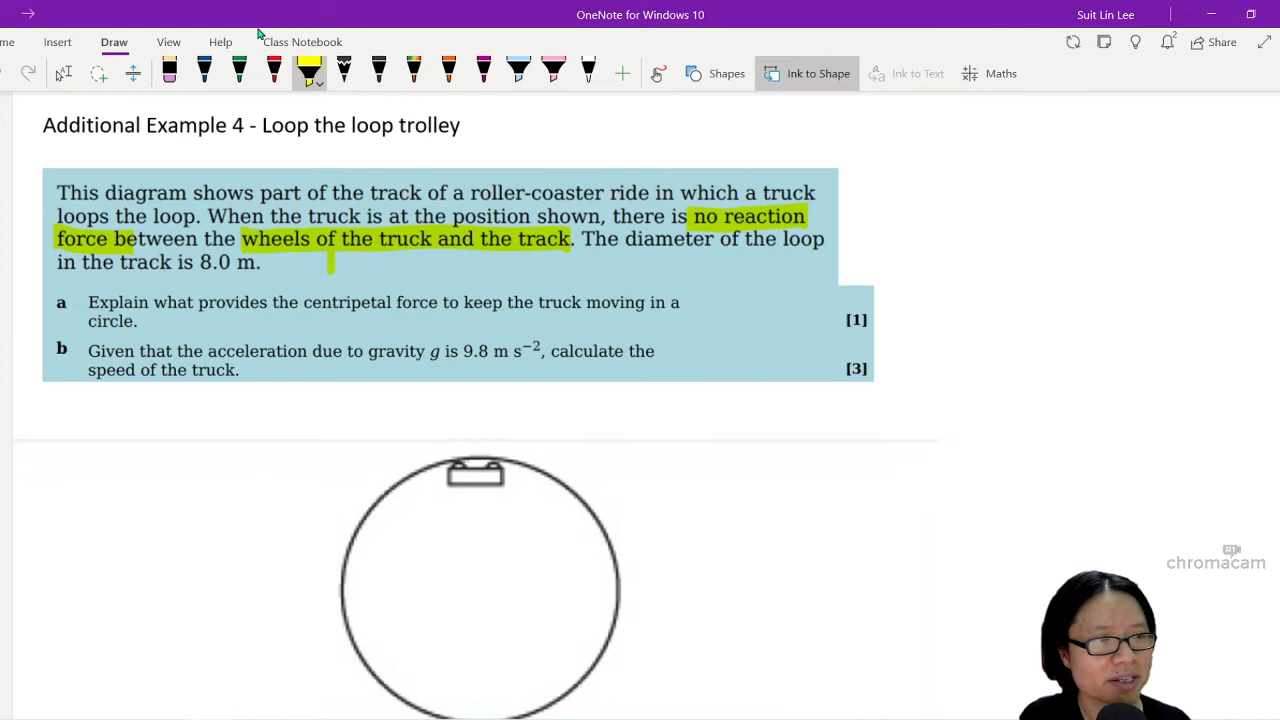 OneNote for Windows 10
Suit Lin Lee
me Insert Draw View Help Class Notebook
2 Share
Shapes Ink to Shape Ink to Text Maths
Additional Example 4 - Loop the loop trolley
This diagram shows part of the track of a roller-coaster ride in which a truck
loops the loop. When the truck is at the position shown, there is no reaction
force between the wheels of the truck and the track. The diameter of the loop
in the track is 8.0 m.
a Explain what provides the centripetal force to keep the truck moving in a
circle. [1]
b Given that the acceleration due to gravity g is 9.8 m s⁻², calculate the
speed of the truck. [3]
chromacam